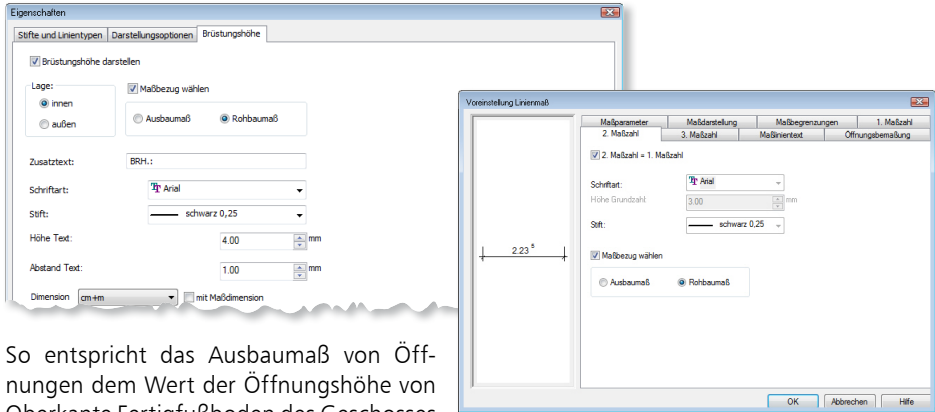 Eigenschaften
Stifte und Linientypen Darstellungsoptionen Brüstungshöhe
Brüstungshöhe darstellen
Lage:
innen
außen
Maßbezug wählen
Ausbaumaß Rohbaumaß
Zusatztext: BRH.:
Schriftart: Arial
Stift: schwarz 0,25
Höhe Text: 4.00 mm
Abstand Text: 1.00 mm
Dimension cm+m mit Maßdimension
Voreinstellung Linienmaß
Maßparameter Maßdarstellung Maßbegrenzungen 1. Maßzahl
2. Maßzahl 3. Maßzahl Maßlinientext Öffnungsbemaßung
2. Maßzahl = 1. Maßzahl
Schriftart: Arial
Höhe Grundzahl: 3.00 mm
Stift: schwarz 0,25
Maßbezug wählen
Ausbaumaß Rohbaumaß
2.23 5
OK Abbrechen Hilfe
So entspricht das Ausbaumaß von Öff-
nungen dem Wert der Öffnungshöhe von
Oberkante Fertigfußboden des Geschosses